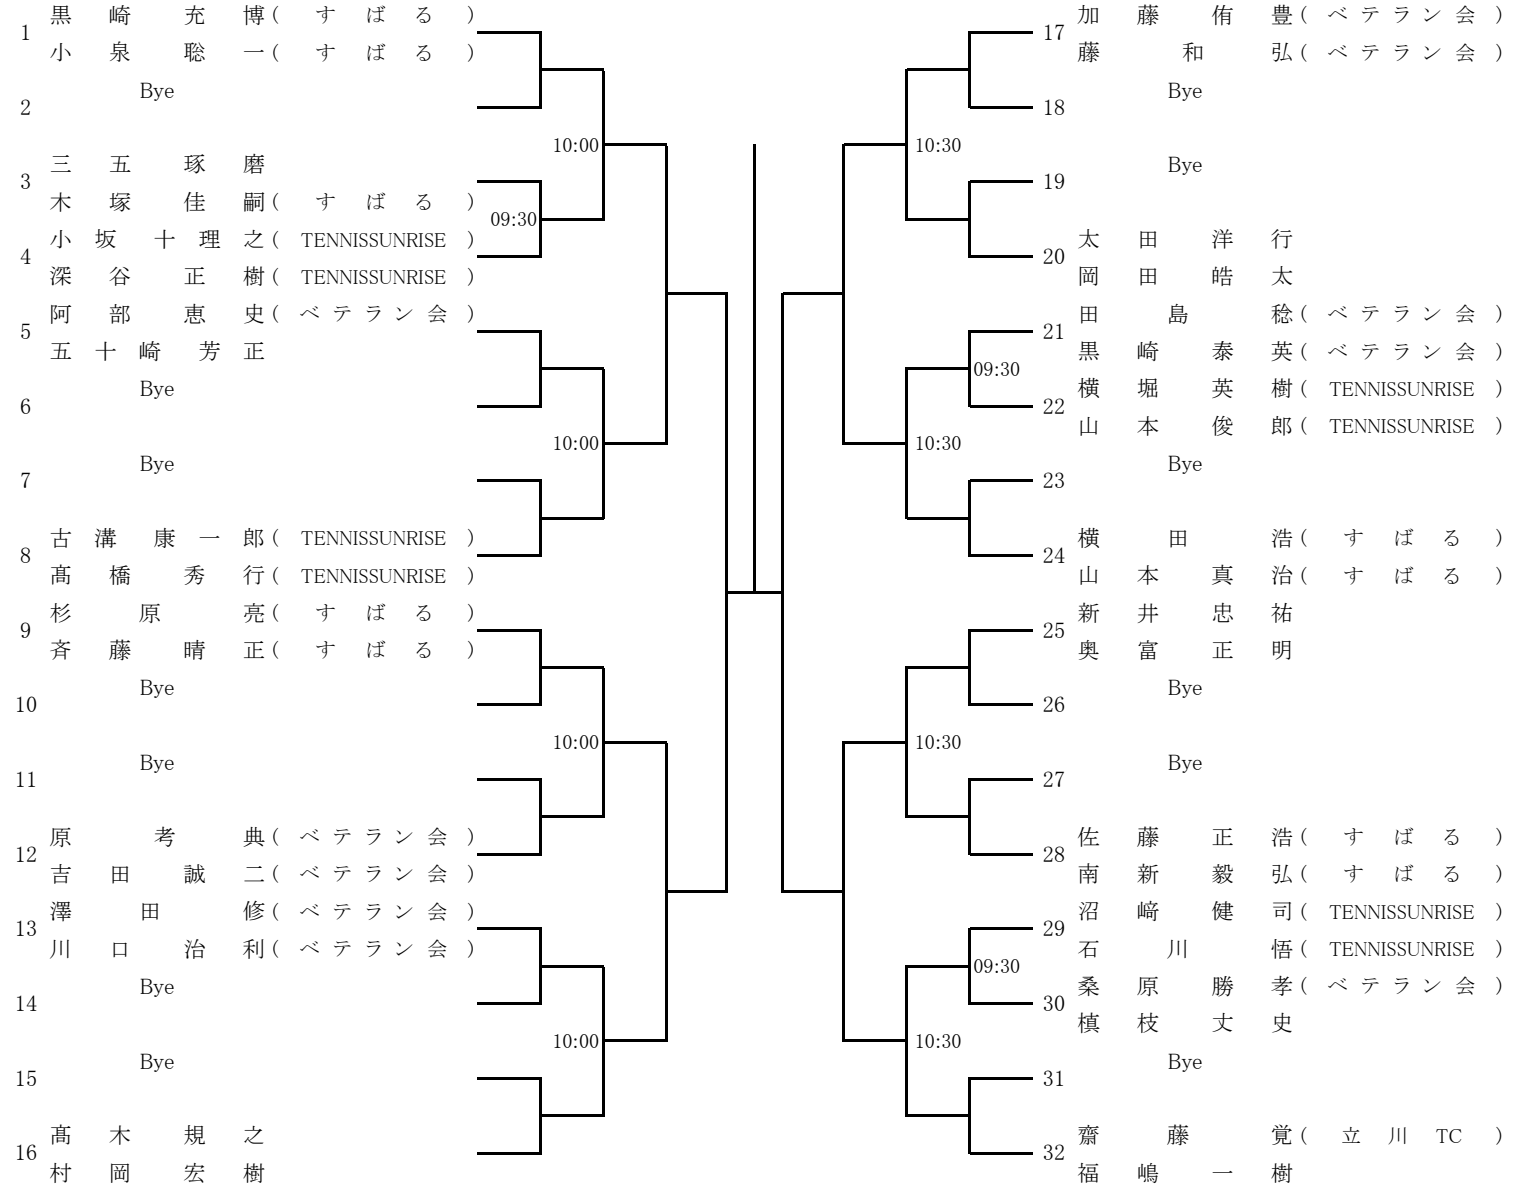 1
黒崎 充博(すばる)
小泉 聡一(すばる)
2
Bye
10:00
3
三五 琢磨
木塚 佳嗣(すばる)
09:30
4
小坂 十理之(TENNISSUNRISE)
深谷 正樹(TENNISSUNRISE)
5
阿部 恵史(ベテラン会)
五十崎 芳正
6
Bye
10:00
7
Bye
8
古溝 康一郎(TENNISSUNRISE)
髙橋 秀行(TENNISSUNRISE)
9
杉原 亮(すばる)
斉藤 晴正(すばる)
10
Bye
10:00
11
Bye
12
原 考典(ベテラン会)
吉田 誠二(ベテラン会)
13
澤田 修(ベテラン会)
川口 治利(ベテラン会)
14
Bye
10:00
15
Bye
16
髙木 規之
村岡 宏樹
17
加藤 侑豊(ベテラン会)
藤 和弘(ベテラン会)
18
Bye
10:30
19
Bye
20
太田 洋行
岡田 皓太
21
田島 稔(ベテラン会)
黒崎 泰英(ベテラン会)
09:30
22
横堀 英樹(TENNISSUNRISE)
山本 俊郎(TENNISSUNRISE)
10:30
23
Bye
24
横田 浩(すばる)
山本 真治(すばる)
25
新井 忠祐
奥富 正明
26
Bye
10:30
27
Bye
28
佐藤 正浩(すばる)
南新 毅弘(すばる)
29
沼﨑 健司(TENNISSUNRISE)
石川 悟(TENNISSUNRISE)
09:30
30
桑原 勝孝(ベテラン会)
槙枝 丈史
10:30
31
Bye
32
齋藤 覚(立川TC)
福嶋 一樹